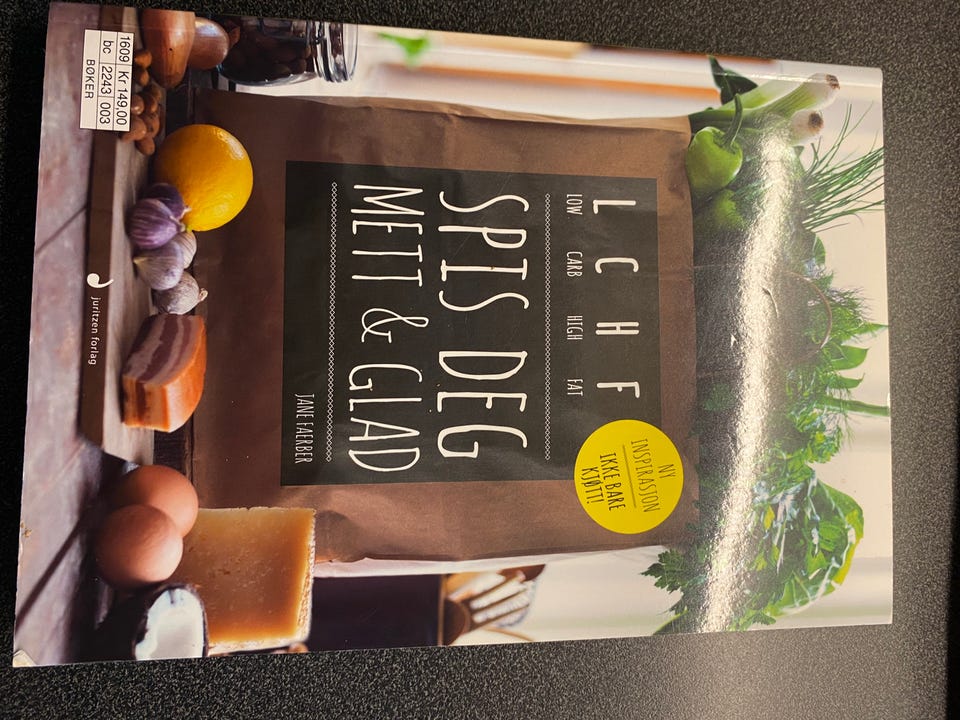 L C H F
LOW CARB HIGH FAT
SPIS DEG
METT & GLAD
JANE FAERBER
NY
INSPIRASJON
IKKE BARE
KJØTT!
juritzen forlag
1609 Kr 149,00
bc 2243 003
BØKER